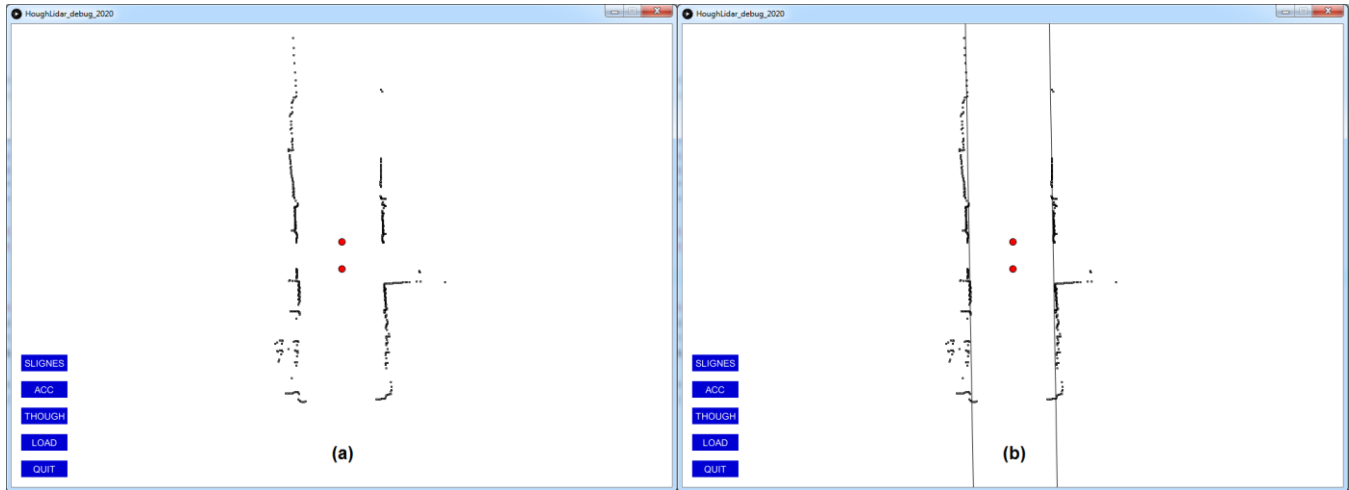 HoughLidar_debug_2020
SLIGNES
ACC
THOUGH
LOAD
QUIT
(a)
HoughLidar_debug_2020
SLIGNES
ACC
THOUGH
LOAD
QUIT
(b)